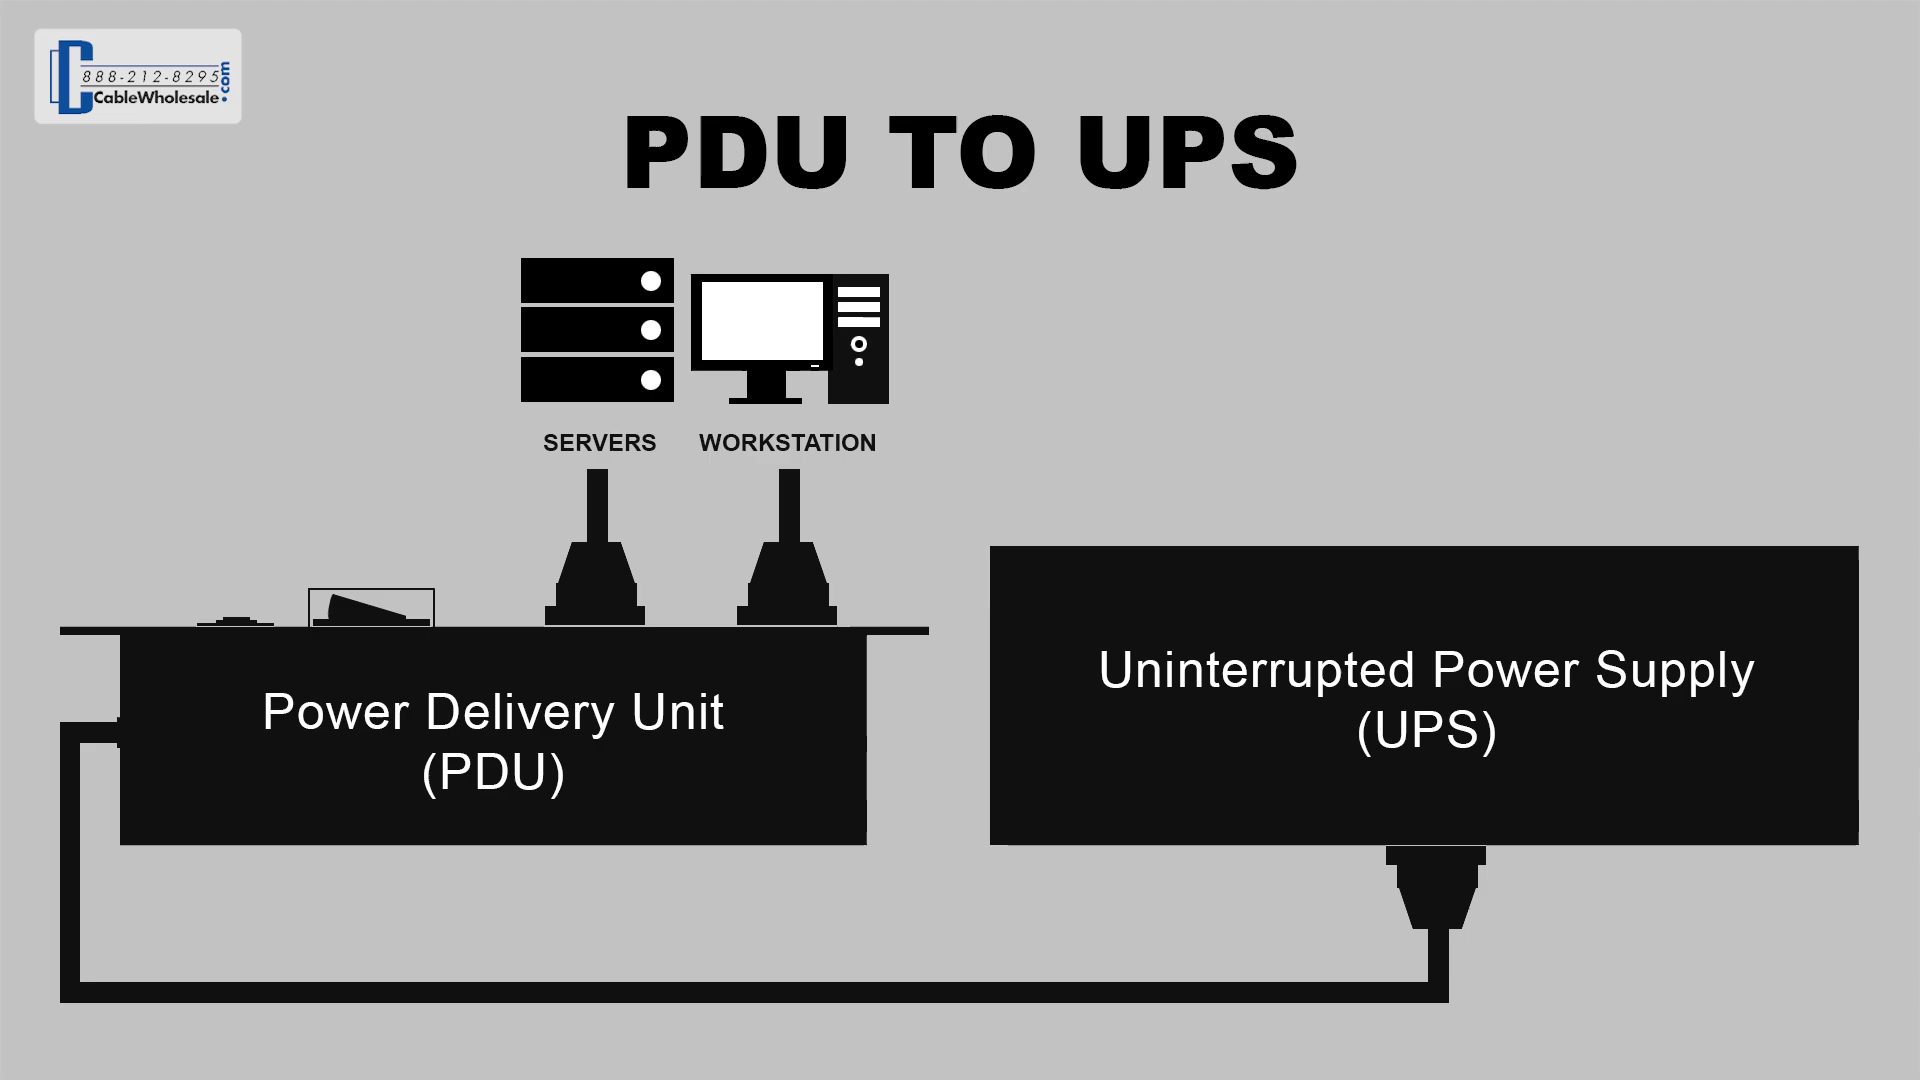 888-212-8295
CableWholesale.com
PDU TO UPS
SERVERS WORKSTATION
Power Delivery Unit
(PDU)
Uninterrupted Power Supply
(UPS)